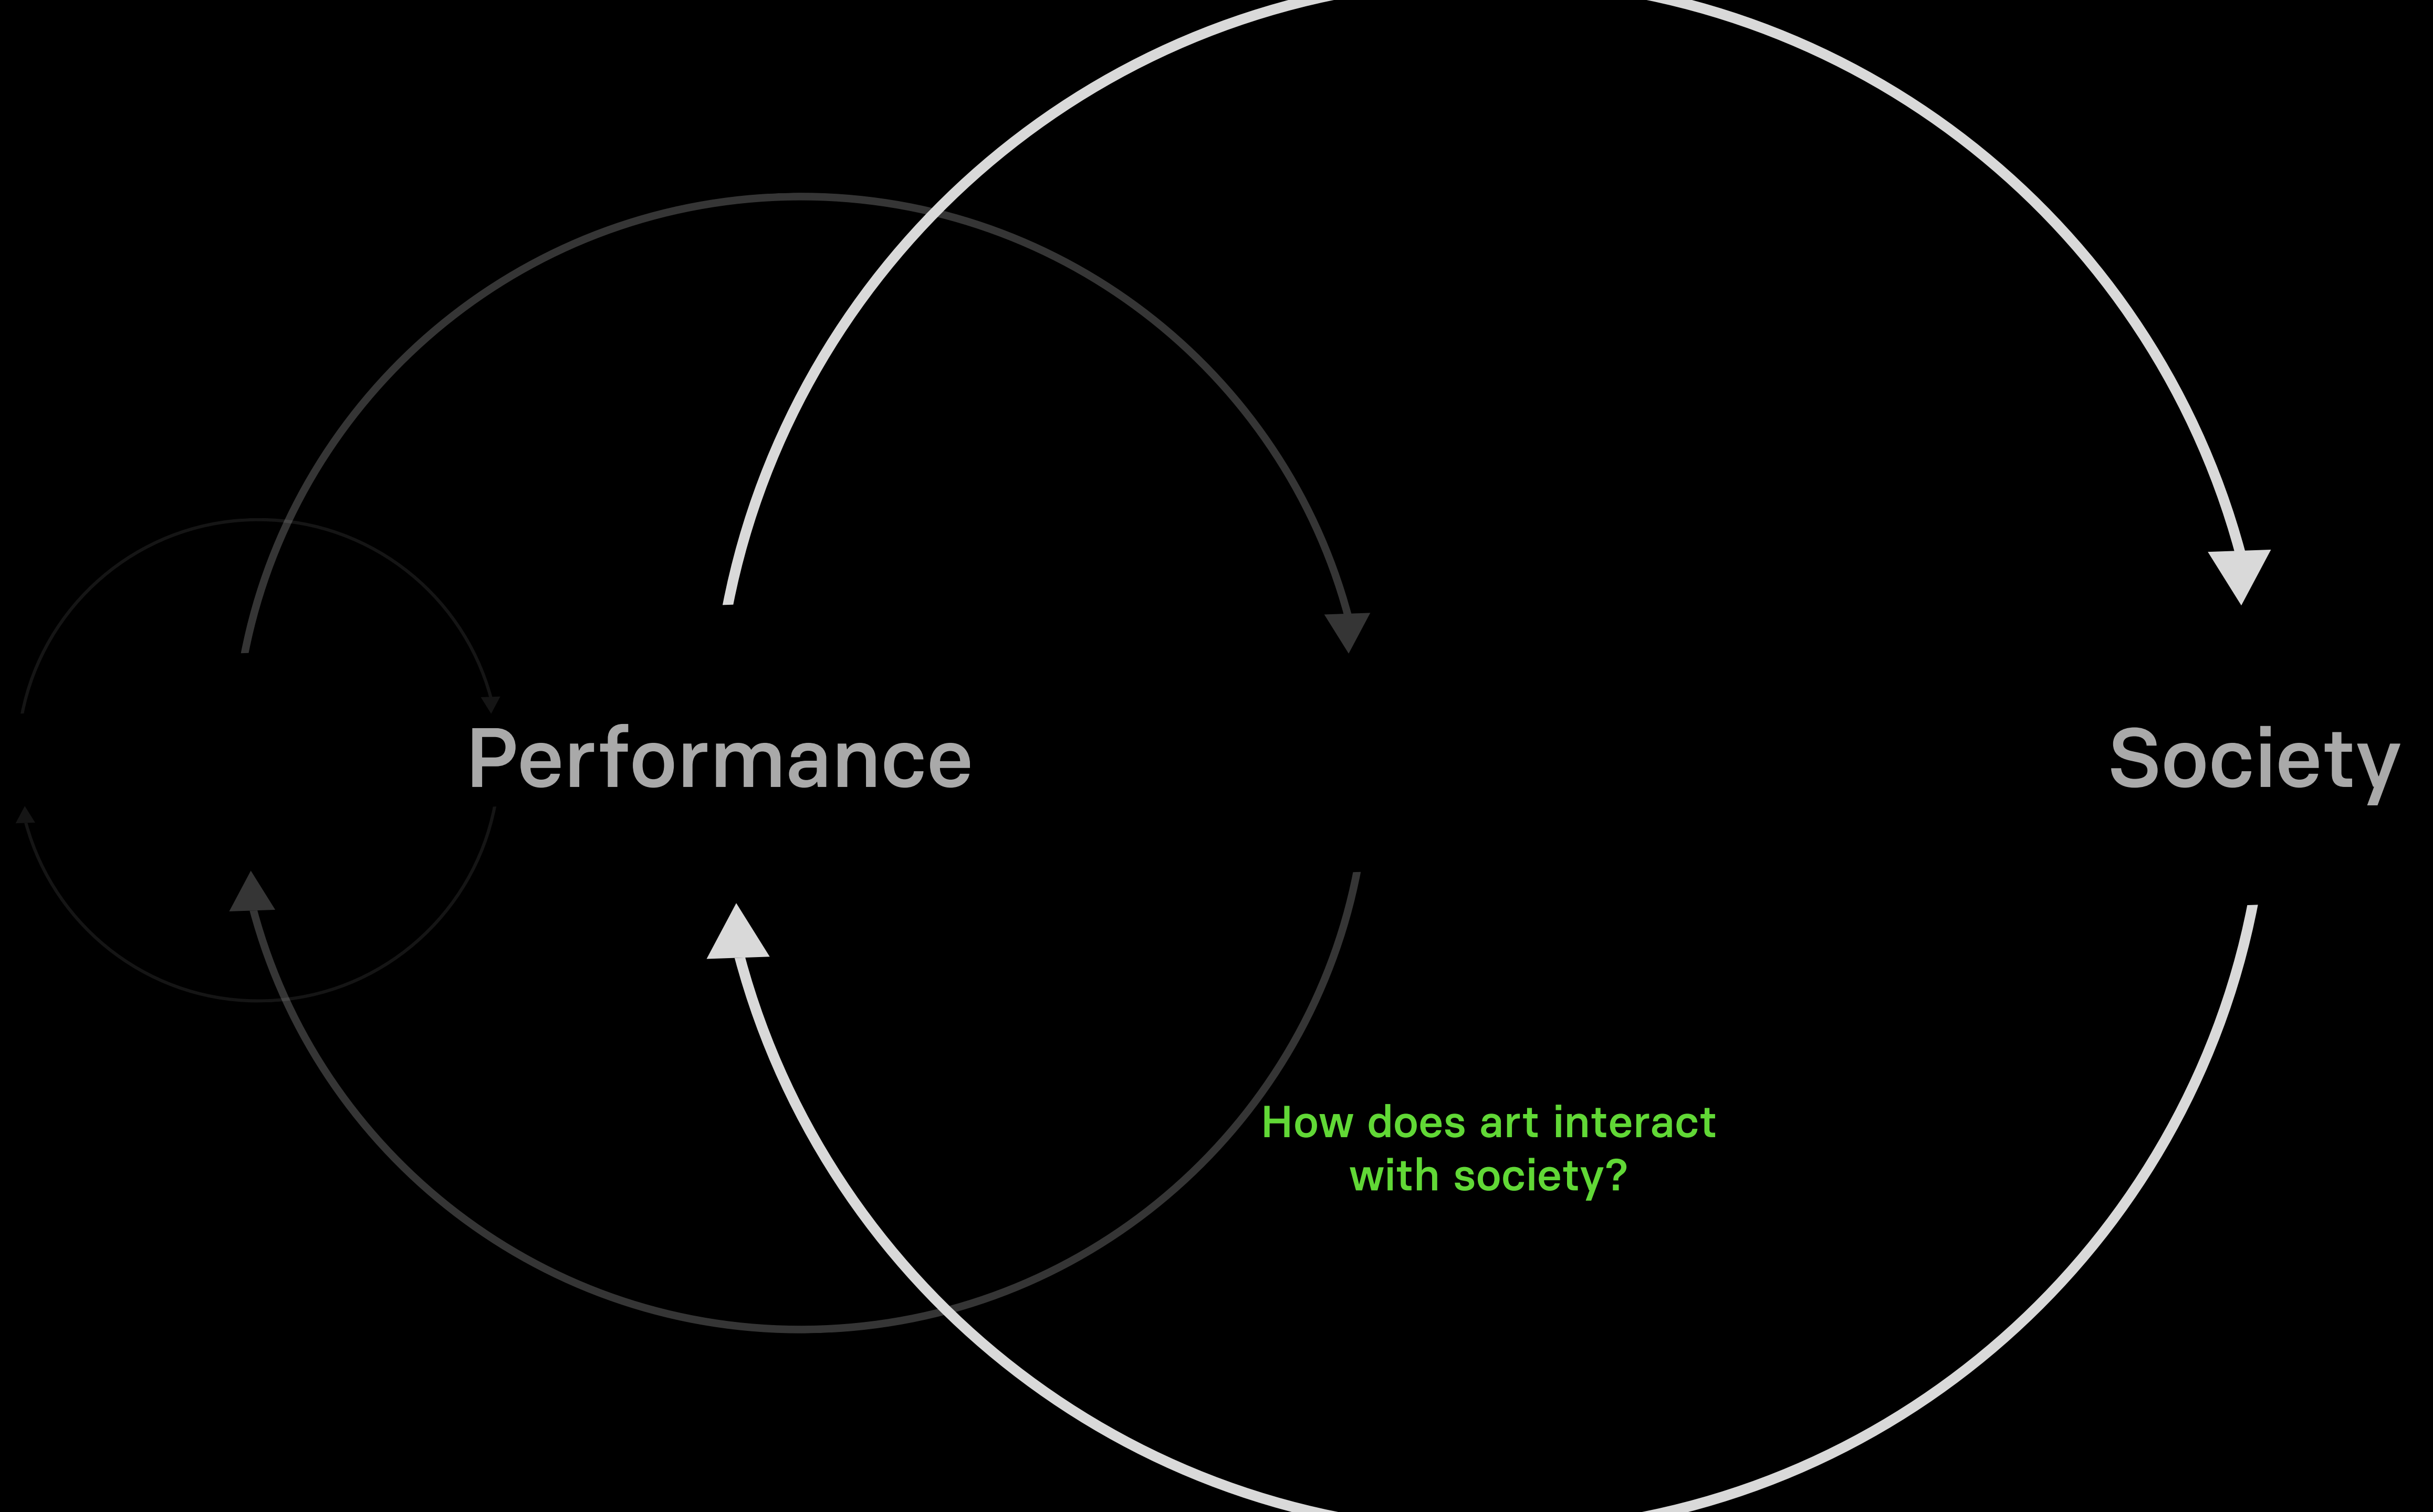 Performance
Society
How does art interact
with society?